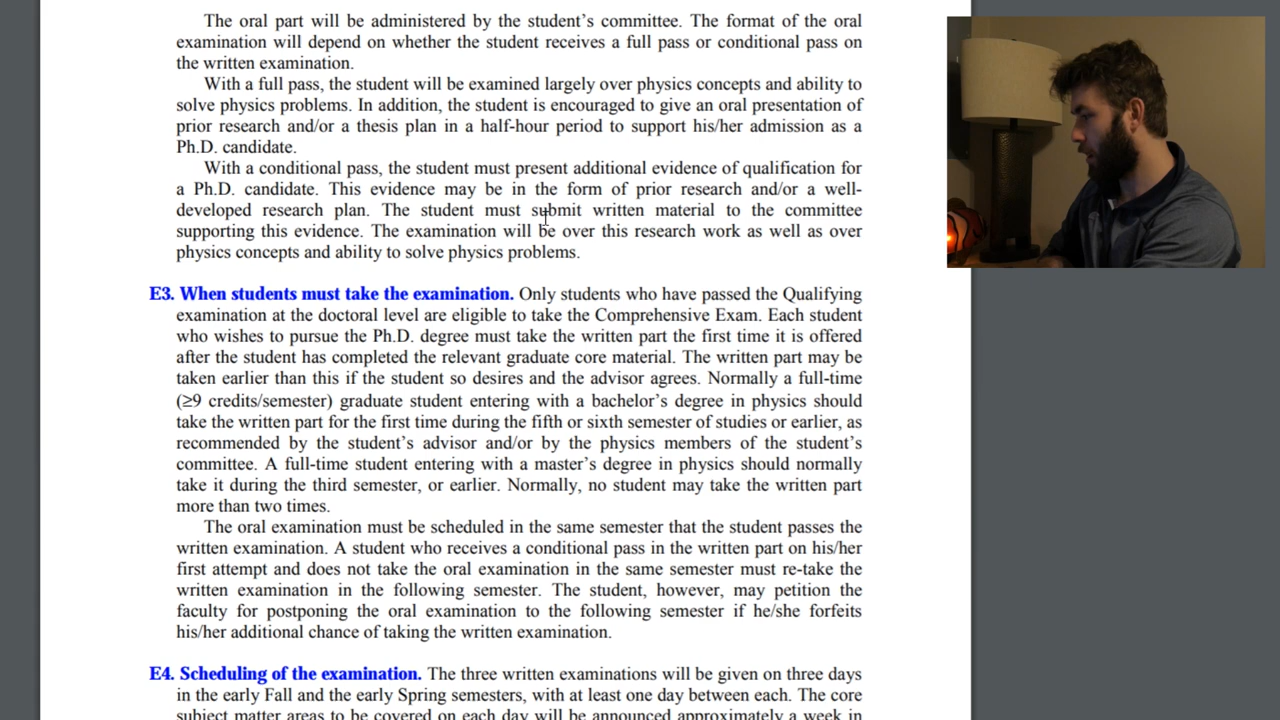 The oral part will be administered by the student's committee. The format of the oral
examination will depend on whether the student receives a full pass or conditional pass on
the written examination.
With a full pass, the student will be examined largely over physics concepts and ability to
solve physics problems. In addition, the student is encouraged to give an oral presentation of
prior research and/or a thesis plan in a half-hour period to support his/her admission as a
Ph.D. candidate.
With a conditional pass, the student must present additional evidence of qualification for
a Ph.D. candidate. This evidence may be in the form of prior research and/or a well-
developed research plan. The student must submit written material to the committee
supporting this evidence. The examination will be over this research work as well as over
physics concepts and ability to solve physics problems.
E3. When students must take the examination. Only students who have passed the Qualifying
examination at the doctoral level are eligible to take the Comprehensive Exam. Each student
who wishes to pursue the Ph.D. degree must take the written part the first time it is offered
after the student has completed the relevant graduate core material. The written part may be
taken earlier than this if the student so desires and the advisor agrees. Normally a full-time
(≥9 credits/semester) graduate student entering with a bachelor's degree in physics should
take the written part for the first time during the fifth or sixth semester of studies or earlier, as
recommended by the student's advisor and/or by the physics members of the student's
committee. A full-time student entering with a master's degree in physics should normally
take it during the third semester, or earlier. Normally, no student may take the written part
more than two times.
The oral examination must be scheduled in the same semester that the student passes the
written examination. A student who receives a conditional pass in the written part on his/her
first attempt and does not take the oral examination in the same semester must re-take the
written examination in the following semester. The student, however, may petition the
faculty for postponing the oral examination to the following semester if he/she forfeits
his/her additional chance of taking the written examination.
E4. Scheduling of the examination. The three written examinations will be given on three days
in the early Fall and the early Spring semesters, with at least one day between each. The core
subject matter areas to be covered on each day will be announced approximately a week in